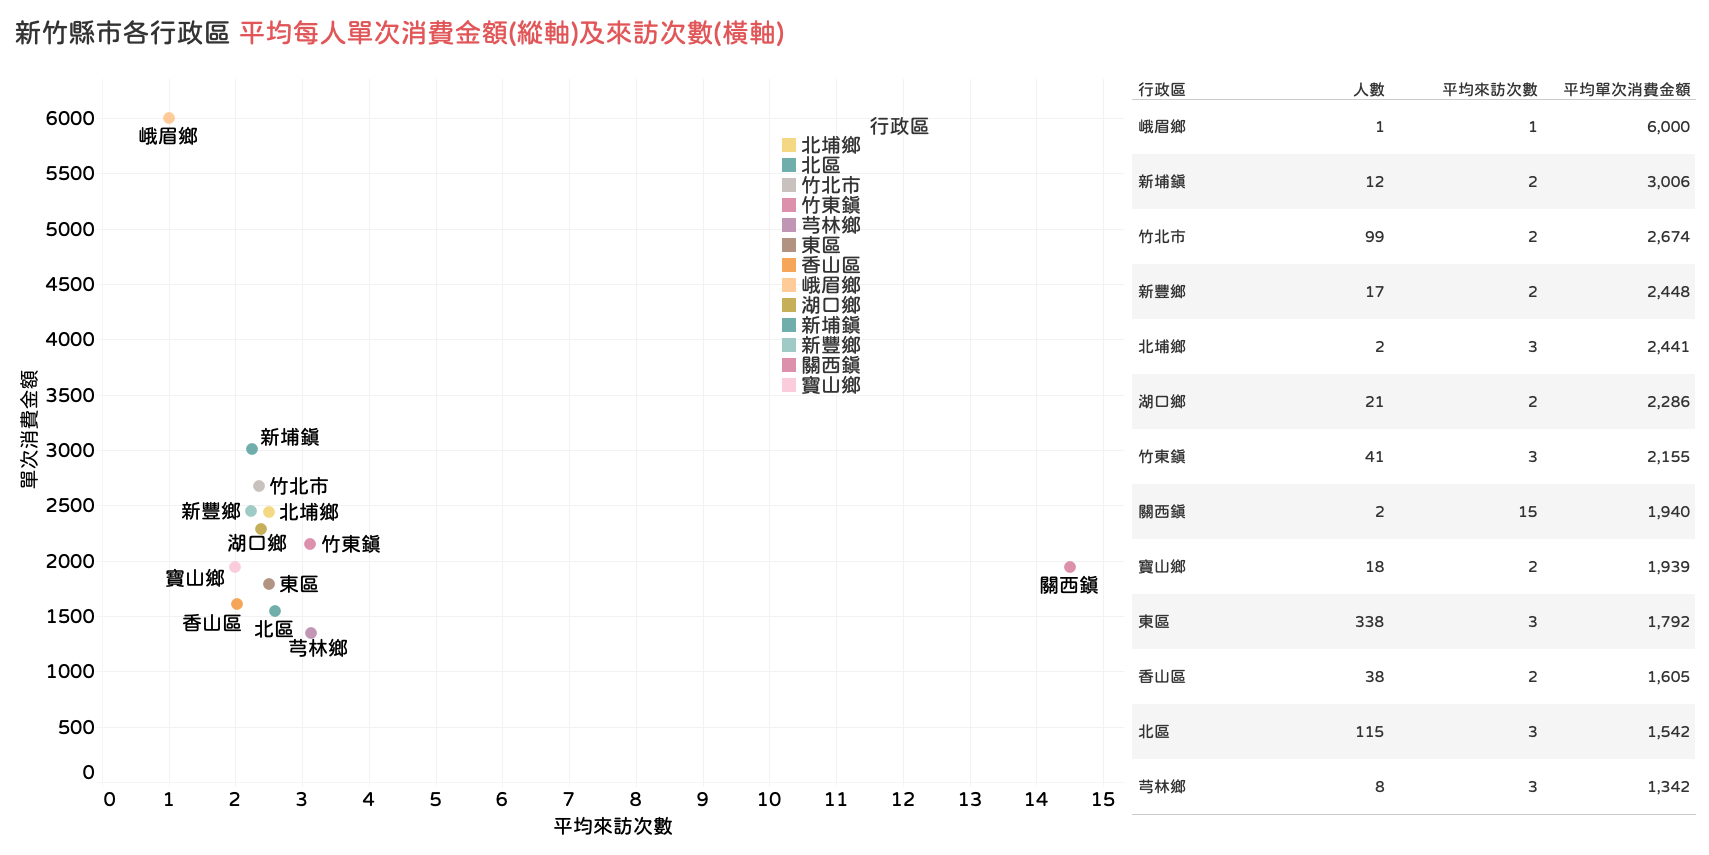 新竹縣市各行政區 平均每人單次消費金額(縱軸)及來訪次數(橫軸)
單次消費金額
6000
5500
5000
4500
4000
3500
3000
2500
2000
1500
1000
500
0
峨眉鄉
新埔鎮
竹北市
新豐鄉
北埔鄉
湖口鄉
竹東鎮
寶山鄉
東區
香山區
北區
芎林鄉
關西鎮
0 1 2 3 4 5 6 7 8 9 10 11 12 13 14 15
平均來訪次數
行政區
北埔鄉
北區
竹北市
竹東鎮
芎林鄉
東區
香山區
峨眉鄉
湖口鄉
新埔鎮
新豐鄉
關西鎮
寶山鄉
行政區 人數 平均來訪次數 平均單次消費金額
峨眉鄉 1 1 6,000
新埔鎮 12 2 3,006
竹北市 99 2 2,674
新豐鄉 17 2 2,448
北埔鄉 2 3 2,441
湖口鄉 21 2 2,286
竹東鎮 41 3 2,155
關西鎮 2 15 1,940
寶山鄉 18 2 1,939
東區 338 3 1,792
香山區 38 2 1,605
北區 115 3 1,542
芎林鄉 8 3 1,342